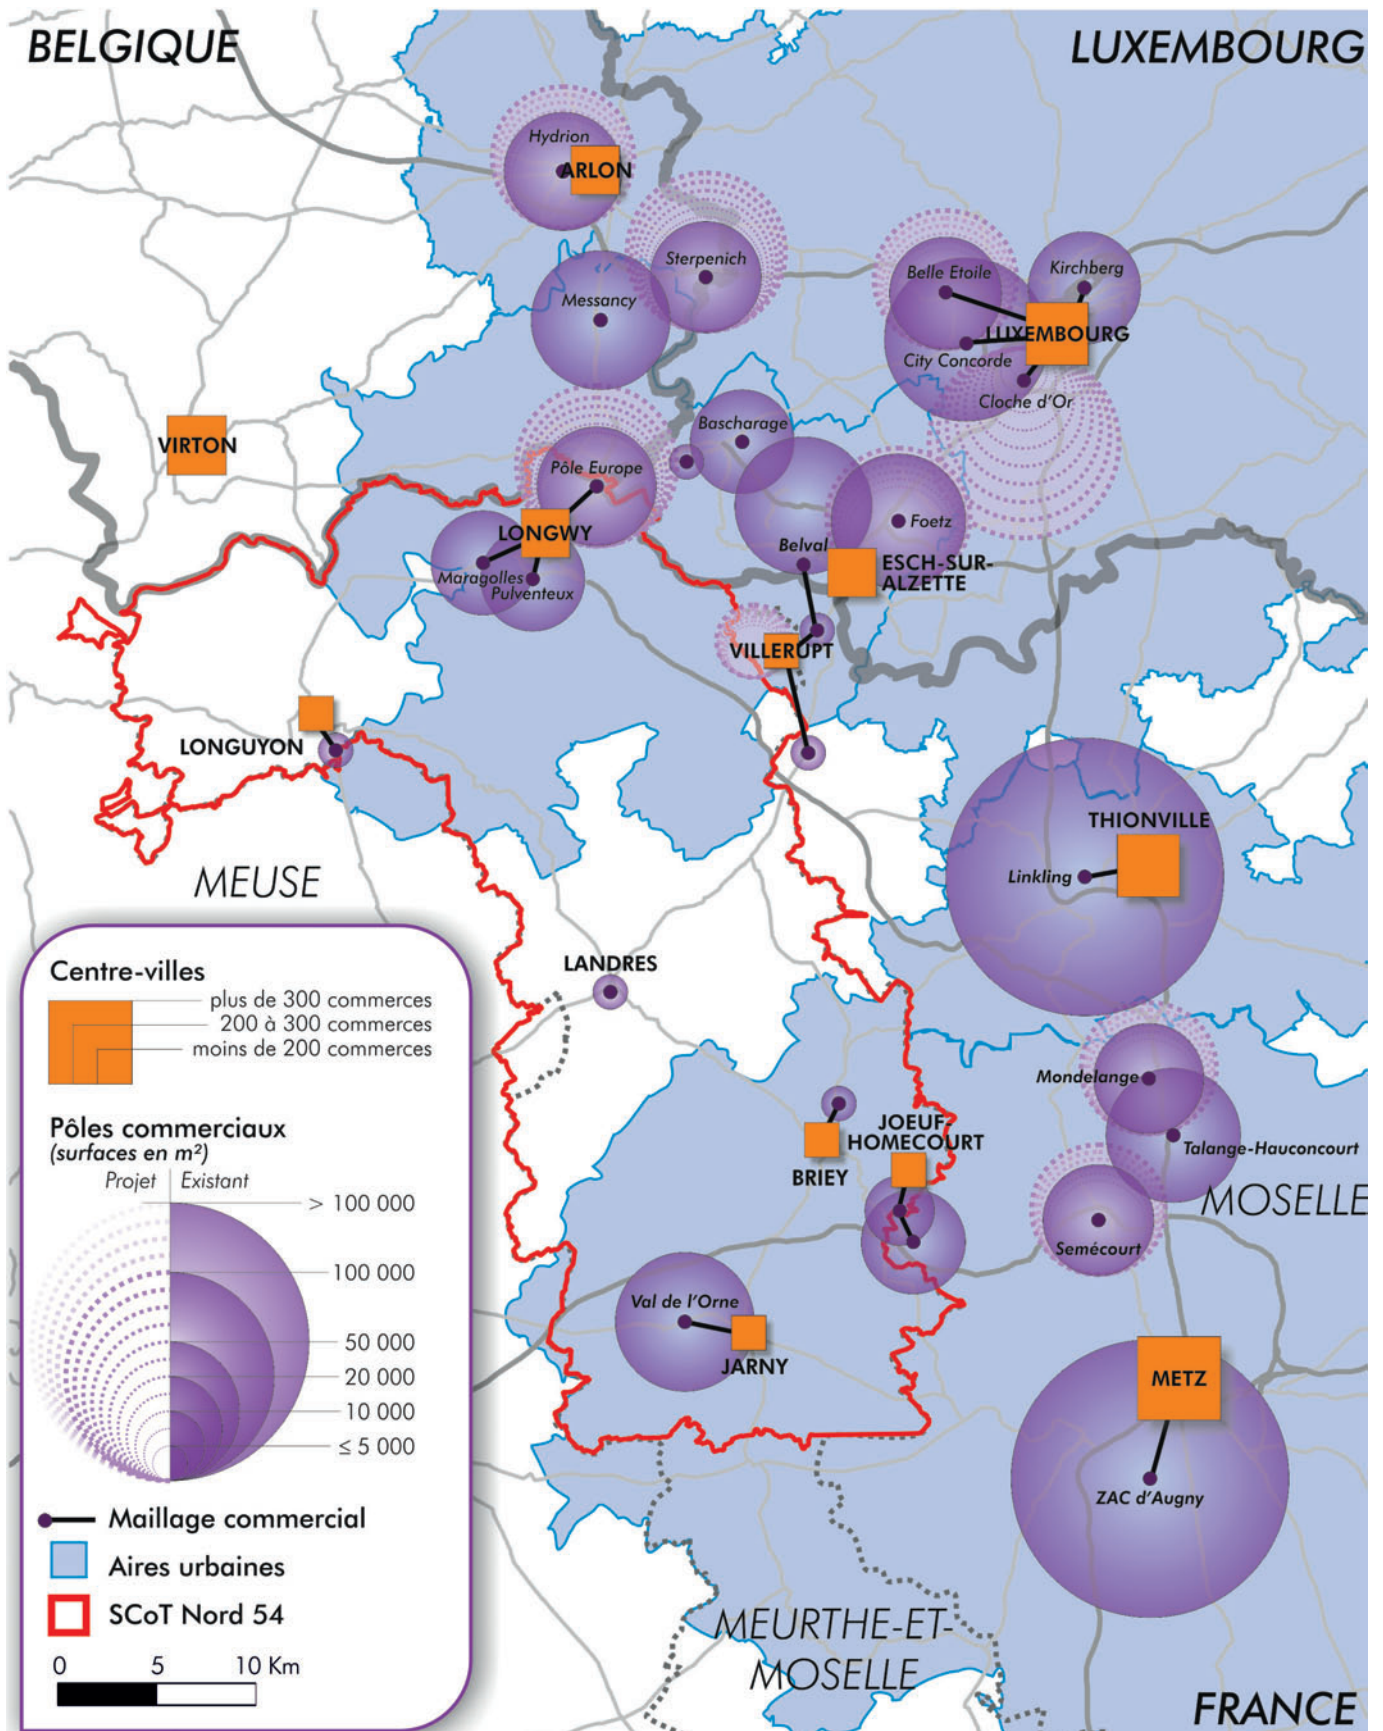 BELGIQUE
LUXEMBOURG
Hydrion
ARLON
Sterpenich
Messancy
Belle Etoile
Kirchberg
LUXEMBOURG
City Concorde
Cloche d'Or
VIRTON
Bascharage
Pôle Europe
LONGWY
Maragolles
Pulventeux
Foetz
Belval
ESCH-SUR-
ALZETTE
VILLERUPT
LONGUYON
MEUSE
THIONVILLE
Linkling
LANDRES
Mondelange
Talange-Hauconcourt
JOEUF-
HOMECOURT
BRIEY
MOSELLE
Semécourt
Val de l'Orne
JARNY
METZ
ZAC d'Augny
MEURTHE-ET-
MOSELLE
FRANCE
Centre-villes
plus de 300 commerces
200 à 300 commerces
moins de 200 commerces
Pôles commerciaux
(surfaces en m²)
Projet Existant
> 100 000
100 000
50 000
20 000
10 000
≤ 5 000
Maillage commercial
Aires urbaines
SCoT Nord 54
0 5 10 Km